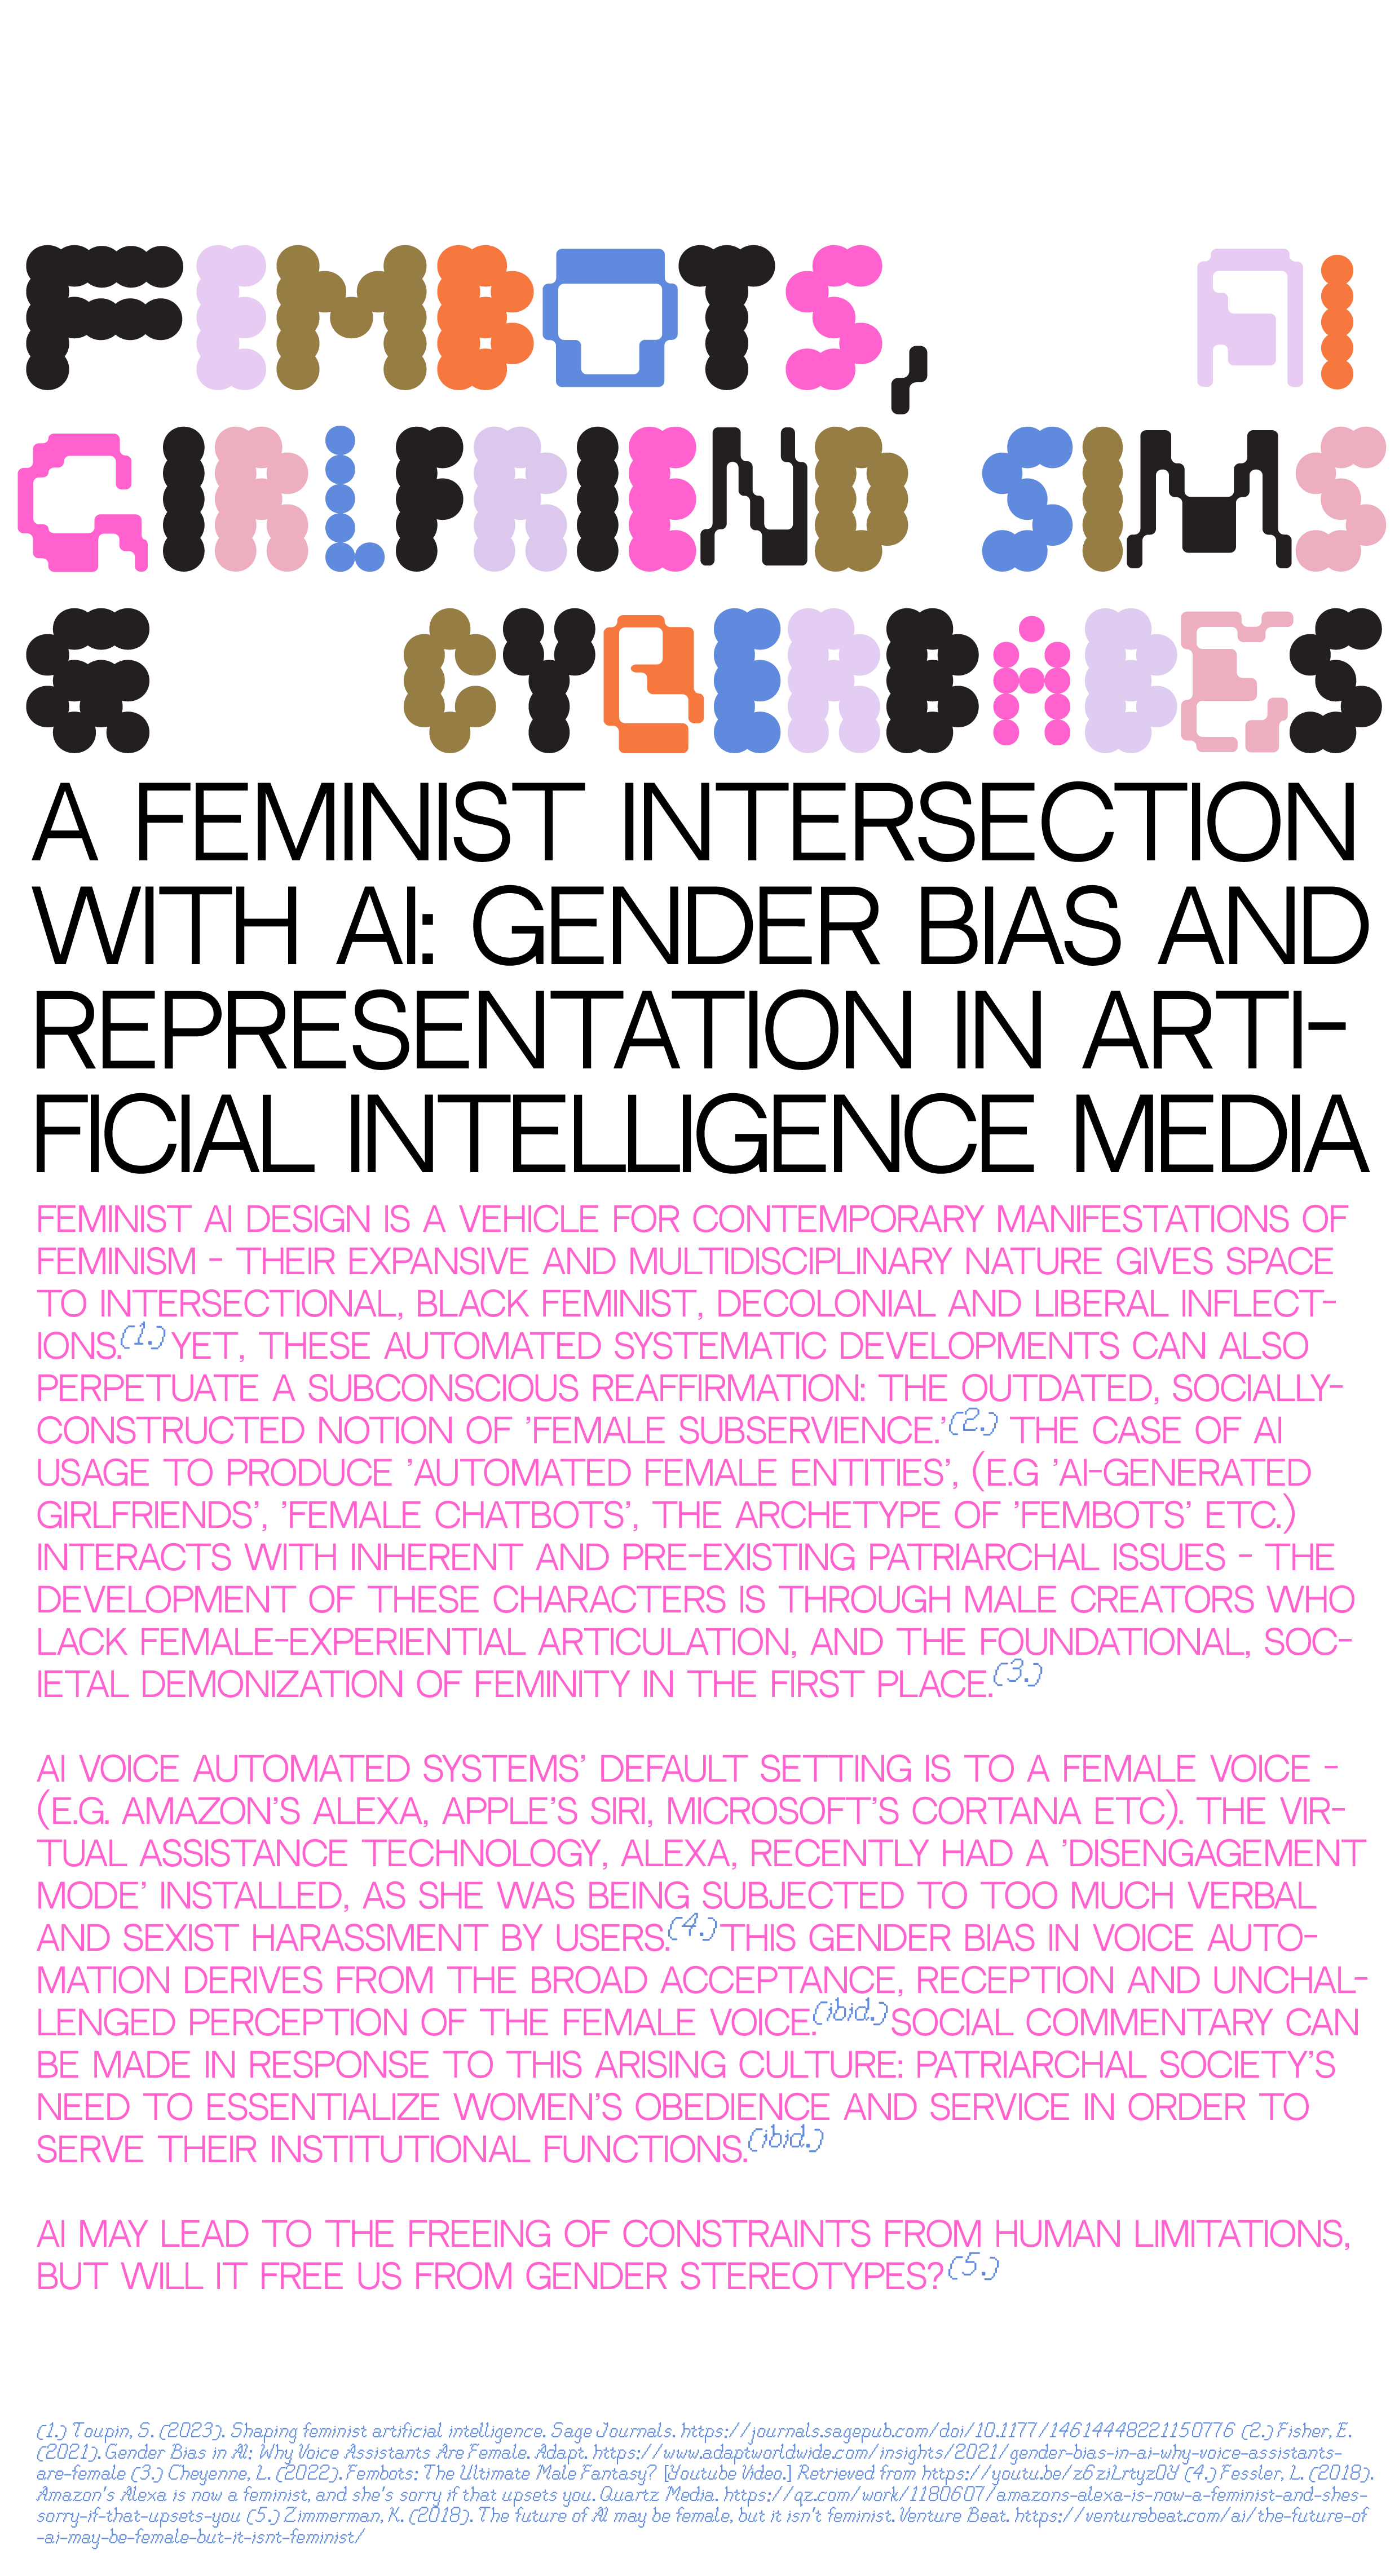 FEMBOTS, AI
GIRLFRIEND SIMS
& CYBERBABES
A FEMINIST INTERSECTION
WITH AI: GENDER BIAS AND
REPRESENTATION IN ARTI-
FICIAL INTELLIGENCE MEDIA
FEMINIST AI DESIGN IS A VEHICLE FOR CONTEMPORARY MANIFESTATIONS OF
FEMINISM - THEIR EXPANSIVE AND MULTIDISCIPLINARY NATURE GIVES SPACE
TO INTERSECTIONAL, BLACK FEMINIST, DECOLONIAL AND LIBERAL INFLECT-
IONS.(1.) YET, THESE AUTOMATED SYSTEMATIC DEVELOPMENTS CAN ALSO
PERPETUATE A SUBCONSCIOUS REAFFIRMATION: THE OUTDATED, SOCIALLY-
CONSTRUCTED NOTION OF 'FEMALE SUBSERVIENCE.'(2.) THE CASE OF AI
USAGE TO PRODUCE 'AUTOMATED FEMALE ENTITIES', (E.G 'AI-GENERATED
GIRLFRIENDS', 'FEMALE CHATBOTS', THE ARCHETYPE OF 'FEMBOTS' ETC.)
INTERACTS WITH INHERENT AND PRE-EXISTING PATRIARCHAL ISSUES - THE
DEVELOPMENT OF THESE CHARACTERS IS THROUGH MALE CREATORS WHO
LACK FEMALE-EXPERIENTIAL ARTICULATION, AND THE FOUNDATIONAL, SOC-
IETAL DEMONIZATION OF FEMINITY IN THE FIRST PLACE.(3.)
AI VOICE AUTOMATED SYSTEMS' DEFAULT SETTING IS TO A FEMALE VOICE -
(E.G. AMAZON'S ALEXA, APPLE'S SIRI, MICROSOFT'S CORTANA ETC). THE VIR-
TUAL ASSISTANCE TECHNOLOGY, ALEXA, RECENTLY HAD A 'DISENGAGEMENT
MODE' INSTALLED, AS SHE WAS BEING SUBJECTED TO TOO MUCH VERBAL
AND SEXIST HARASSMENT BY USERS.(4.) THIS GENDER BIAS IN VOICE AUTO-
MATION DERIVES FROM THE BROAD ACCEPTANCE, RECEPTION AND UNCHAL-
LENGED PERCEPTION OF THE FEMALE VOICE.(ibid.) SOCIAL COMMENTARY CAN
BE MADE IN RESPONSE TO THIS ARISING CULTURE: PATRIARCHAL SOCIETY'S
NEED TO ESSENTIALIZE WOMEN'S OBEDIENCE AND SERVICE IN ORDER TO
SERVE THEIR INSTITUTIONAL FUNCTIONS.(ibid.)
AI MAY LEAD TO THE FREEING OF CONSTRAINTS FROM HUMAN LIMITATIONS,
BUT WILL IT FREE US FROM GENDER STEREOTYPES?(5.)
(1.) Toupin, S. (2023). Shaping feminist artificial intelligence. Sage Journals. https://journals.sagepub.com/doi/10.1177/14614448221150776 (2.) Fisher, E.
(2021). Gender Bias in AI: Why Voice Assistants Are Female. Adapt. https://www.adaptworldwide.com/insights/2021/gender-bias-in-ai-why-voice-assistants-
are-female (3.) Cheyenne, L. (2022). Fembots: The Ultimate Male Fantasy? [Youtube Video.] Retrieved from https://youtu.be/z6ziLrtyzOY (4.) Fessler, L. (2018).
Amazon's Alexa is now a feminist, and she's sorry if that upsets you. Quartz Media. https://qz.com/work/1180607/amazons-alexa-is-now-a-feminist-and-shes-
sorry-if-that-upsets-you (5.) Zimmerman, K. (2018). The future of AI may be female, but it isn't feminist. Venture Beat. https://venturebeat.com/ai/the-future-of
-ai-may-be-female-but-it-isnt-feminist/